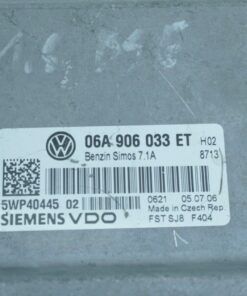 06A 906 033 ET H02
Benzin Simos 7.1A 8713
5WP40445 02 0621 05.07.06
Made in Czech Rep.
SIEMENS VDO FST SJ8 F404